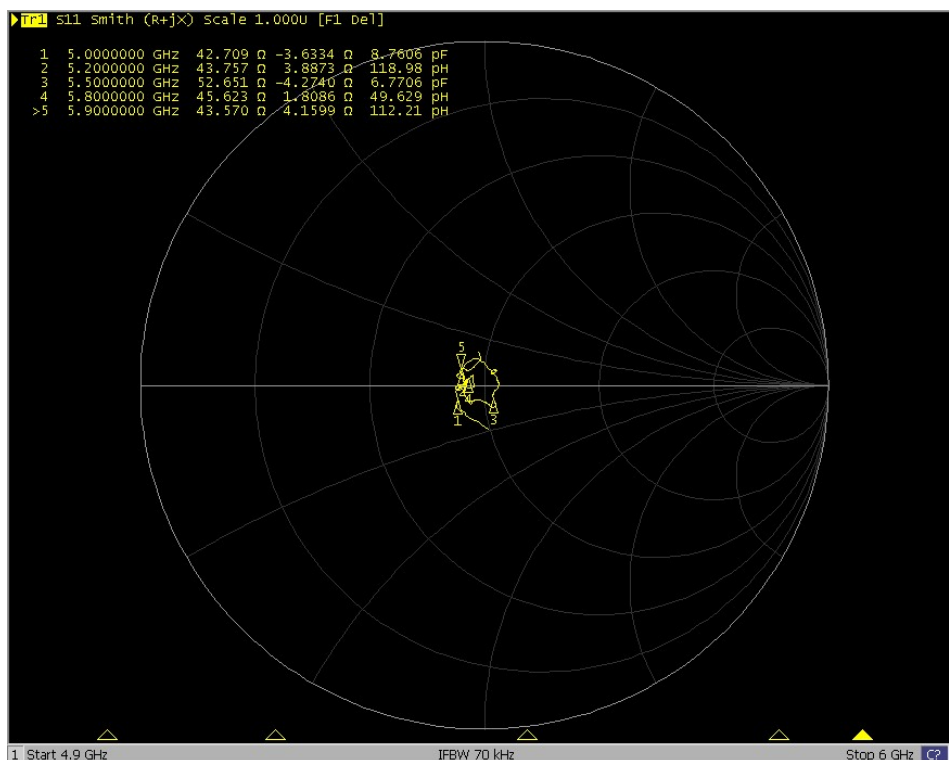 Tr1 S11 Smith (R+jX) Scale 1.000U [F1 Del]
1 5.0000000 GHz 42.709 Ω -3.6334 Ω 8.7606 pF
2 5.2000000 GHz 43.757 Ω 3.8873 Ω 118.98 pH
3 5.5000000 GHz 52.651 Ω -4.2740 Ω 6.7706 pF
4 5.8000000 GHz 45.623 Ω 1.8086 Ω 49.629 pH
>5 5.9000000 GHz 43.570 Ω 4.1599 Ω 112.21 pH
5
4
1
3
1 Start 4.9 GHz IFBW 70 kHz Stop 6 GHz C?